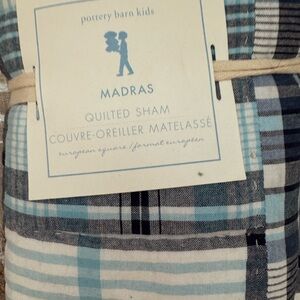 pottery barn kids
MADRAS
QUILTED SHAM
COUVRE-OREILLER MATELASSÉ
european square/format européen